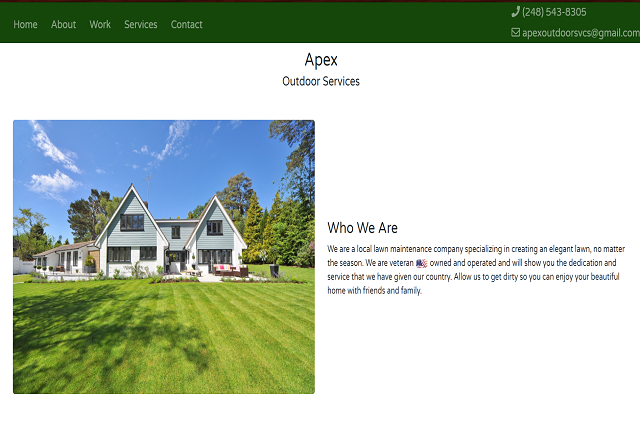 Home About Work Services Contact
(248) 543-8305
apexoutdoorsvcs@gmail.com
Apex
Outdoor Services
Who We Are
We are a local lawn maintenance company specializing in creating an elegant lawn, no matter
the season. We are veteran owned and operated and will show you the dedication and
service that we have given our country. Allow us to get dirty so you can enjoy your beautiful
home with friends and family.